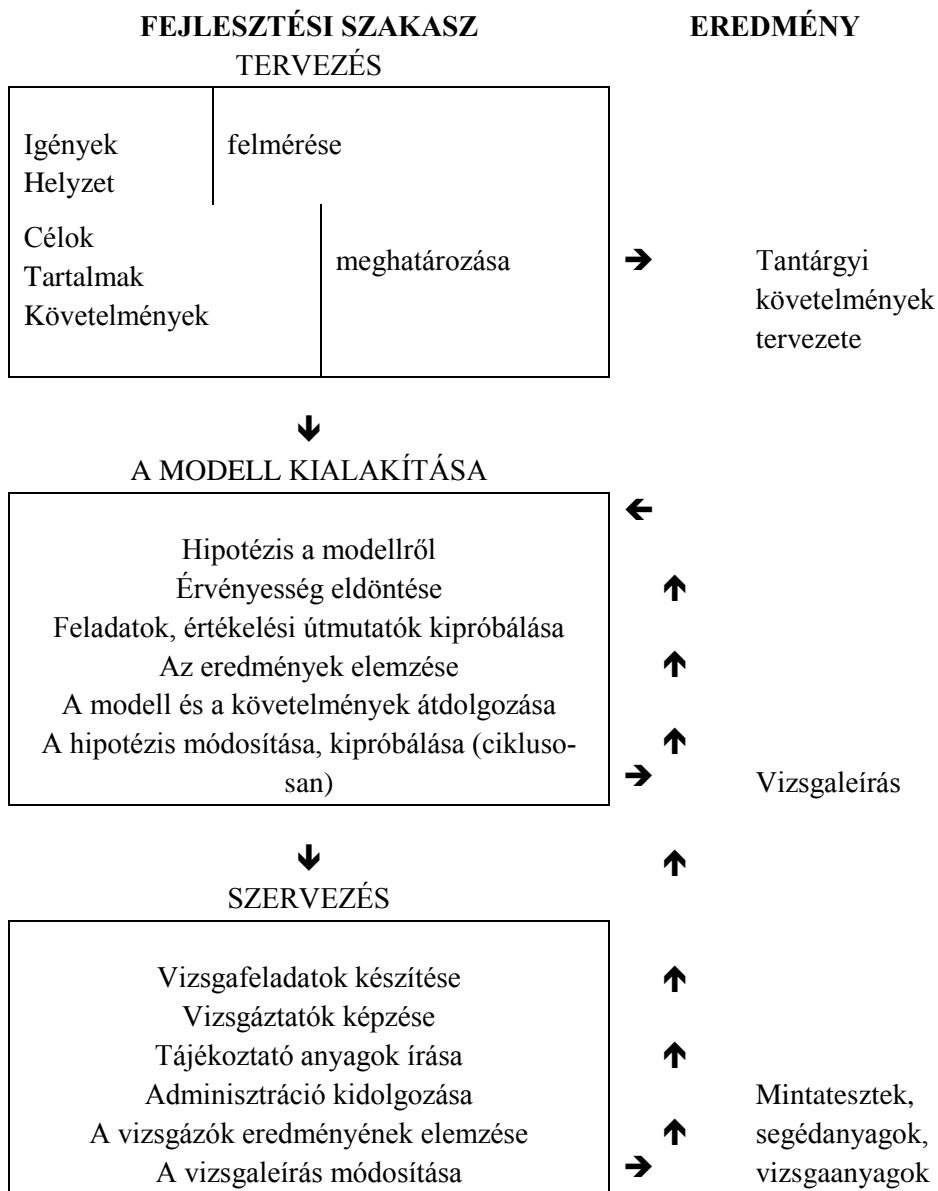 FEJLESZTÉSI SZAKASZ EREDMÉNY
TERVEZÉS
Igények felmérése
Helyzet
Célok
Tartalmak meghatározása ➔ Tantárgyi
Követelmények követelmények
tervezete
A MODELL KIALAKÍTÁSA
Hipotézis a modellről
Érvényesség eldöntése
Feladatok, értékelési útmutatók kipróbálása
Az eredmények elemzése
A modell és a követelmények átdolgozása
A hipotézis módosítása, kipróbálása (cikluso-
san) ➔ Vizsgaleírás
SZERVEZÉS
Vizsgafeladatok készítése
Vizsgáztatók képzése
Tájékoztató anyagok írása
Adminisztráció kidolgozása Mintatesztek,
A vizsgázók eredményének elemzése segédanyagok,
A vizsgaleírás módosítása ➔ vizsgaanyagok